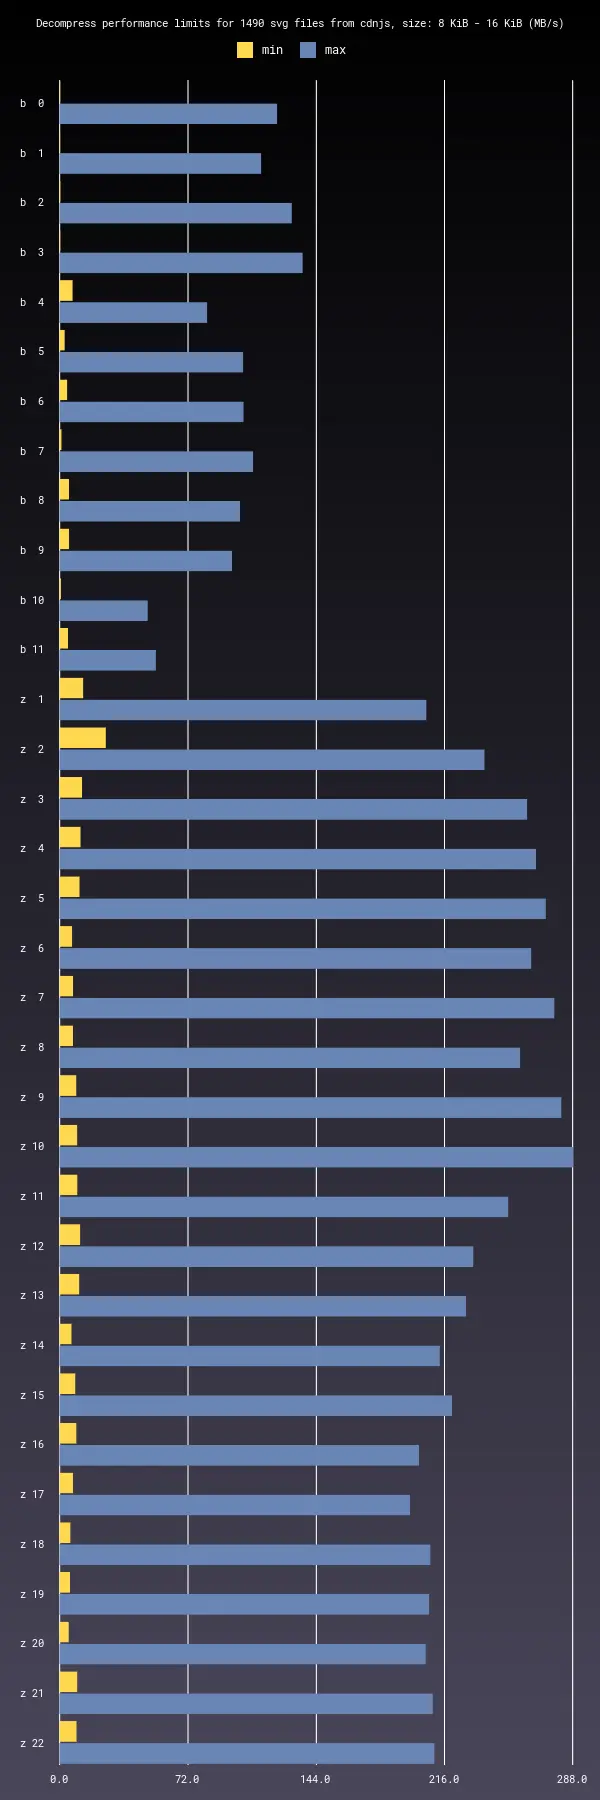 Decompress performance limits for 1490 svg files from cdnjs, size: 8 KiB - 16 KiB (MB/s)
min max
b 0
b 1
b 2
b 3
b 4
b 5
b 6
b 7
b 8
b 9
b 10
b 11
z 1
z 2
z 3
z 4
z 5
z 6
z 7
z 8
z 9
z 10
z 11
z 12
z 13
z 14
z 15
z 16
z 17
z 18
z 19
z 20
z 21
z 22
0.0 72.0 144.0 216.0 288.0